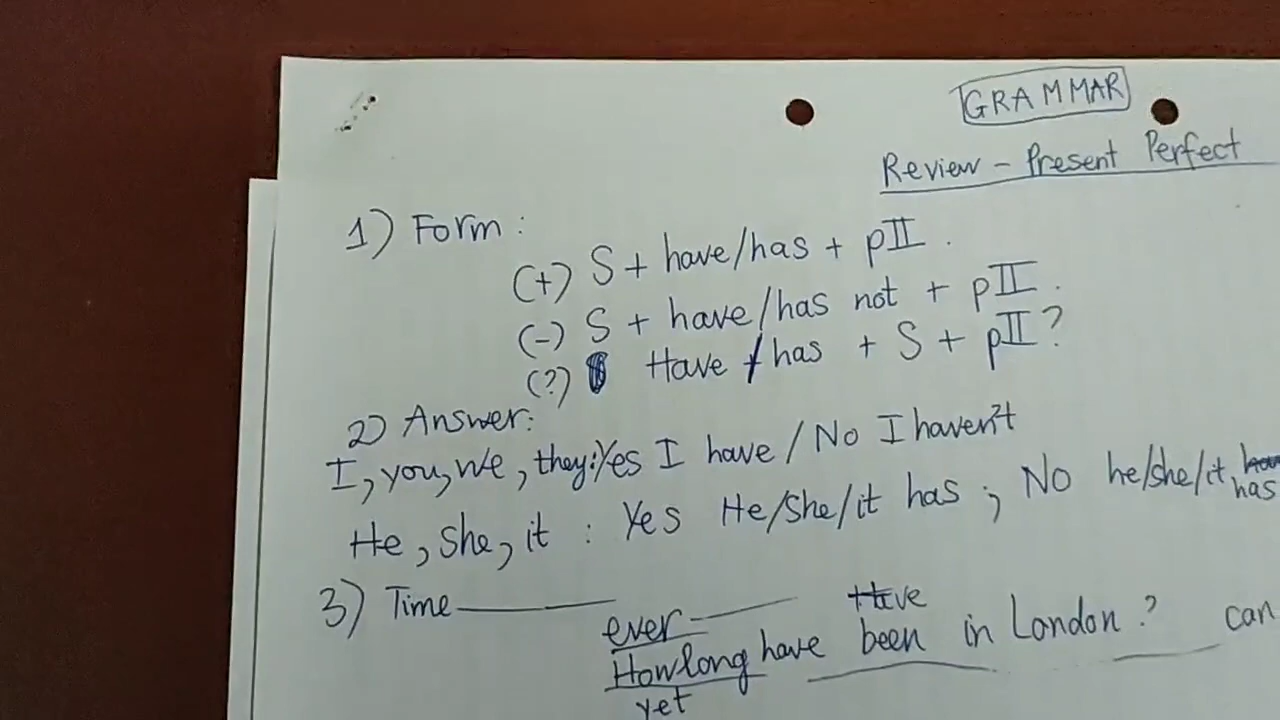 GRAMMAR
Review - Present Perfect
1) Form :
(+) S + have/has + pII.
(-) S + have/has not + pII.
(?) Have / has + S + pII?
2) Answer:
I, you, we, they: Yes I have / No I haven't
He, she, it : Yes He/She/it has ; No he/she/it has
3) Time
ever Have
How long have been in London? can
yet